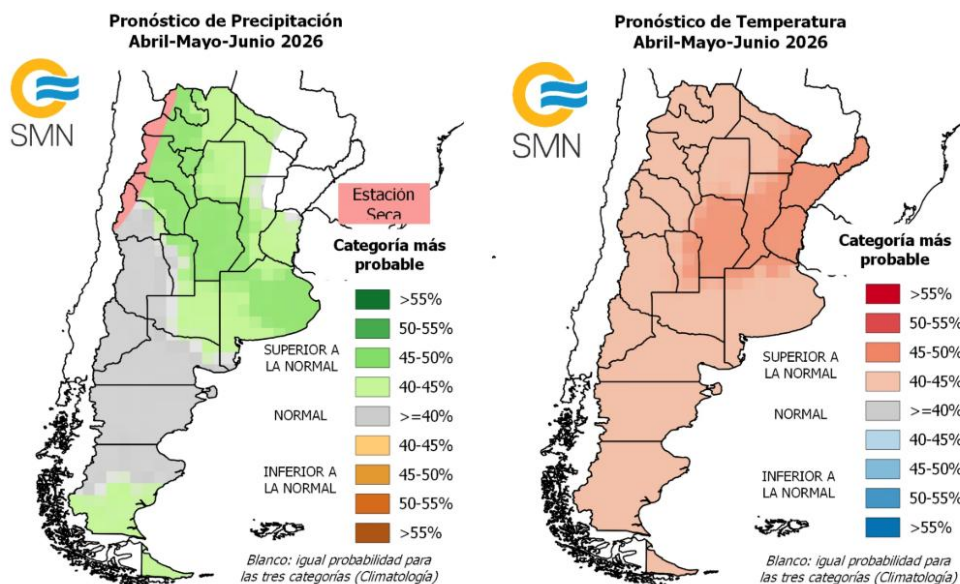 Pronóstico de Precipitación
Abril-Mayo-Junio 2026
SMN
Estación
Seca
Categoría más
probable
>55%
50-55%
SUPERIOR A
LA NORMAL
45-50%
40-45%
NORMAL
>=40%
40-45%
INFERIOR A
LA NORMAL
45-50%
50-55%
>55%
Blanco: igual probabilidad para
las tres categorías (Climatología)
Pronóstico de Temperatura
Abril-Mayo-Junio 2026
SMN
Categoría más
probable
>55%
50-55%
SUPERIOR A
LA NORMAL
45-50%
40-45%
NORMAL
>=40%
40-45%
INFERIOR A
LA NORMAL
45-50%
50-55%
>55%
Blanco: igual probabilidad para
las tres categorías (Climatología)